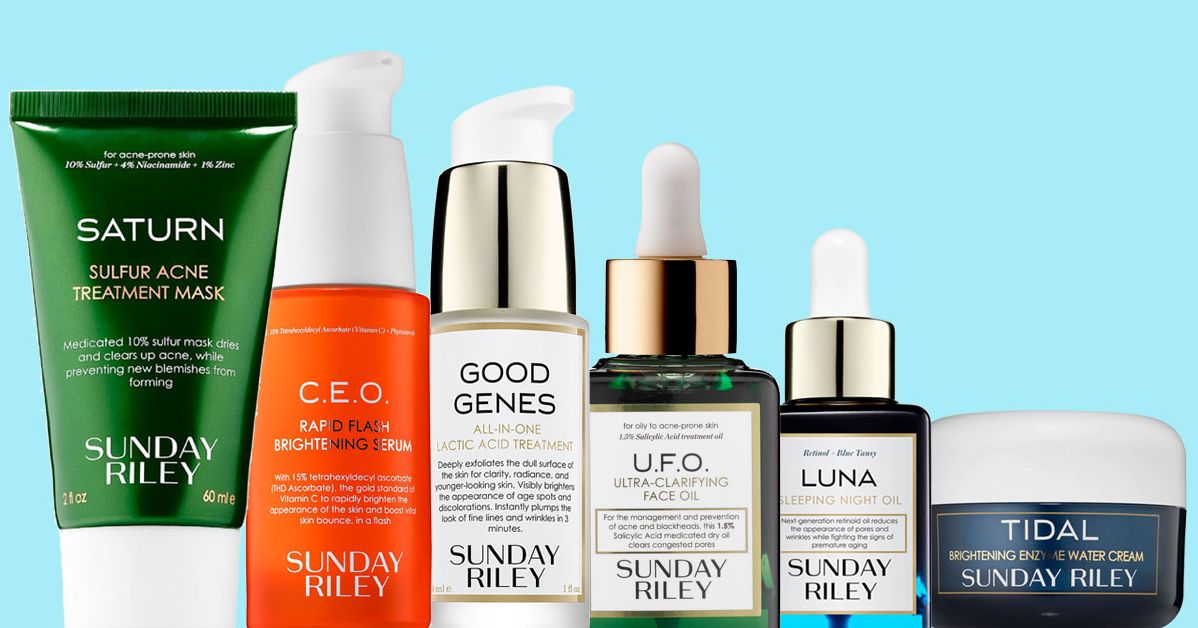 for acne-prone skin
10% Sulfur + 4% Niacinamide + 1% Zinc
SATURN
SULFUR ACNE
TREATMENT MASK
Medicated 10% sulfur mask dries
and clears up acne, while
preventing new blemishes from
forming
SUNDAY
RILEY
2 fl oz 60 ml e
15% Tetrahexyldecyl Ascorbate (Vitamin C) + Phytosterols
C.E.O.
RAPID FLASH
BRIGHTENING SERUM
With 15% tetrahexyldecyl ascorbate
(THD Ascorbate), the gold standard of
Vitamin C to rapidly brighten the
appearance of the skin and boost vital
skin bounce, in a flash
SUNDAY
RILEY
GOOD
GENES
ALL-IN-ONE
LACTIC ACID TREATMENT
Deeply exfoliates the dull surface of
the skin for clarity, radiance, and
younger-looking skin. Visibly brightens
the appearance of age spots and
discolorations. Instantly plumps the
look of fine lines and wrinkles in 3
minutes.
SUNDAY
RILEY
ml e 1 fl oz
for oily to acne-prone skin
1.5% Salicylic Acid treatment oil
U.F.O.
ULTRA-CLARIFYING
FACE OIL
For the management and prevention
of acne and blackheads, this 1.5%
Salicylic Acid medicated dry oil
clears congested pores
SUNDAY
RILEY
Retinol + Blue Tansy
LUNA
SLEEPING NIGHT OIL
Next-generation retinoid oil reduces
the appearance of pores and
wrinkles while fighting the signs of
premature aging
SUNDAY
RILEY
TIDAL
BRIGHTENING ENZYME WATER CREAM
SUNDAY RILEY